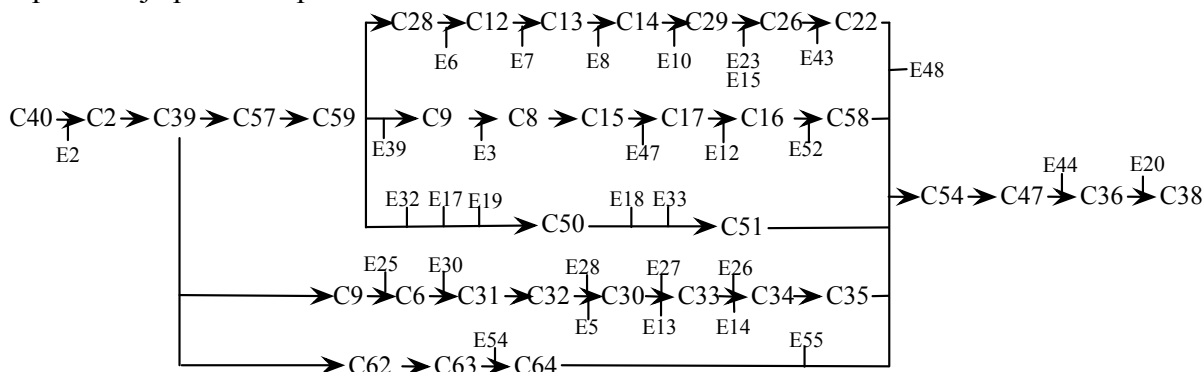 C28 C12 C13 C14 C29 C26 C22
E6 E7 E8 E10 E23 E43
E15
E48
C40 C2 C39 C57 C59 C9 C8 C15 C17 C16 C58
E2 E39 E3 E47 E12 E52
E44 E20
E32 E17 E19 E18 E33
C54 C47 C36 C38
C50 C51
E25 E30 E28 E27 E26
C9 C6 C31 C32 C30 C33 C34 C35
E5 E13 E14
E54 E55
C62 C63 C64